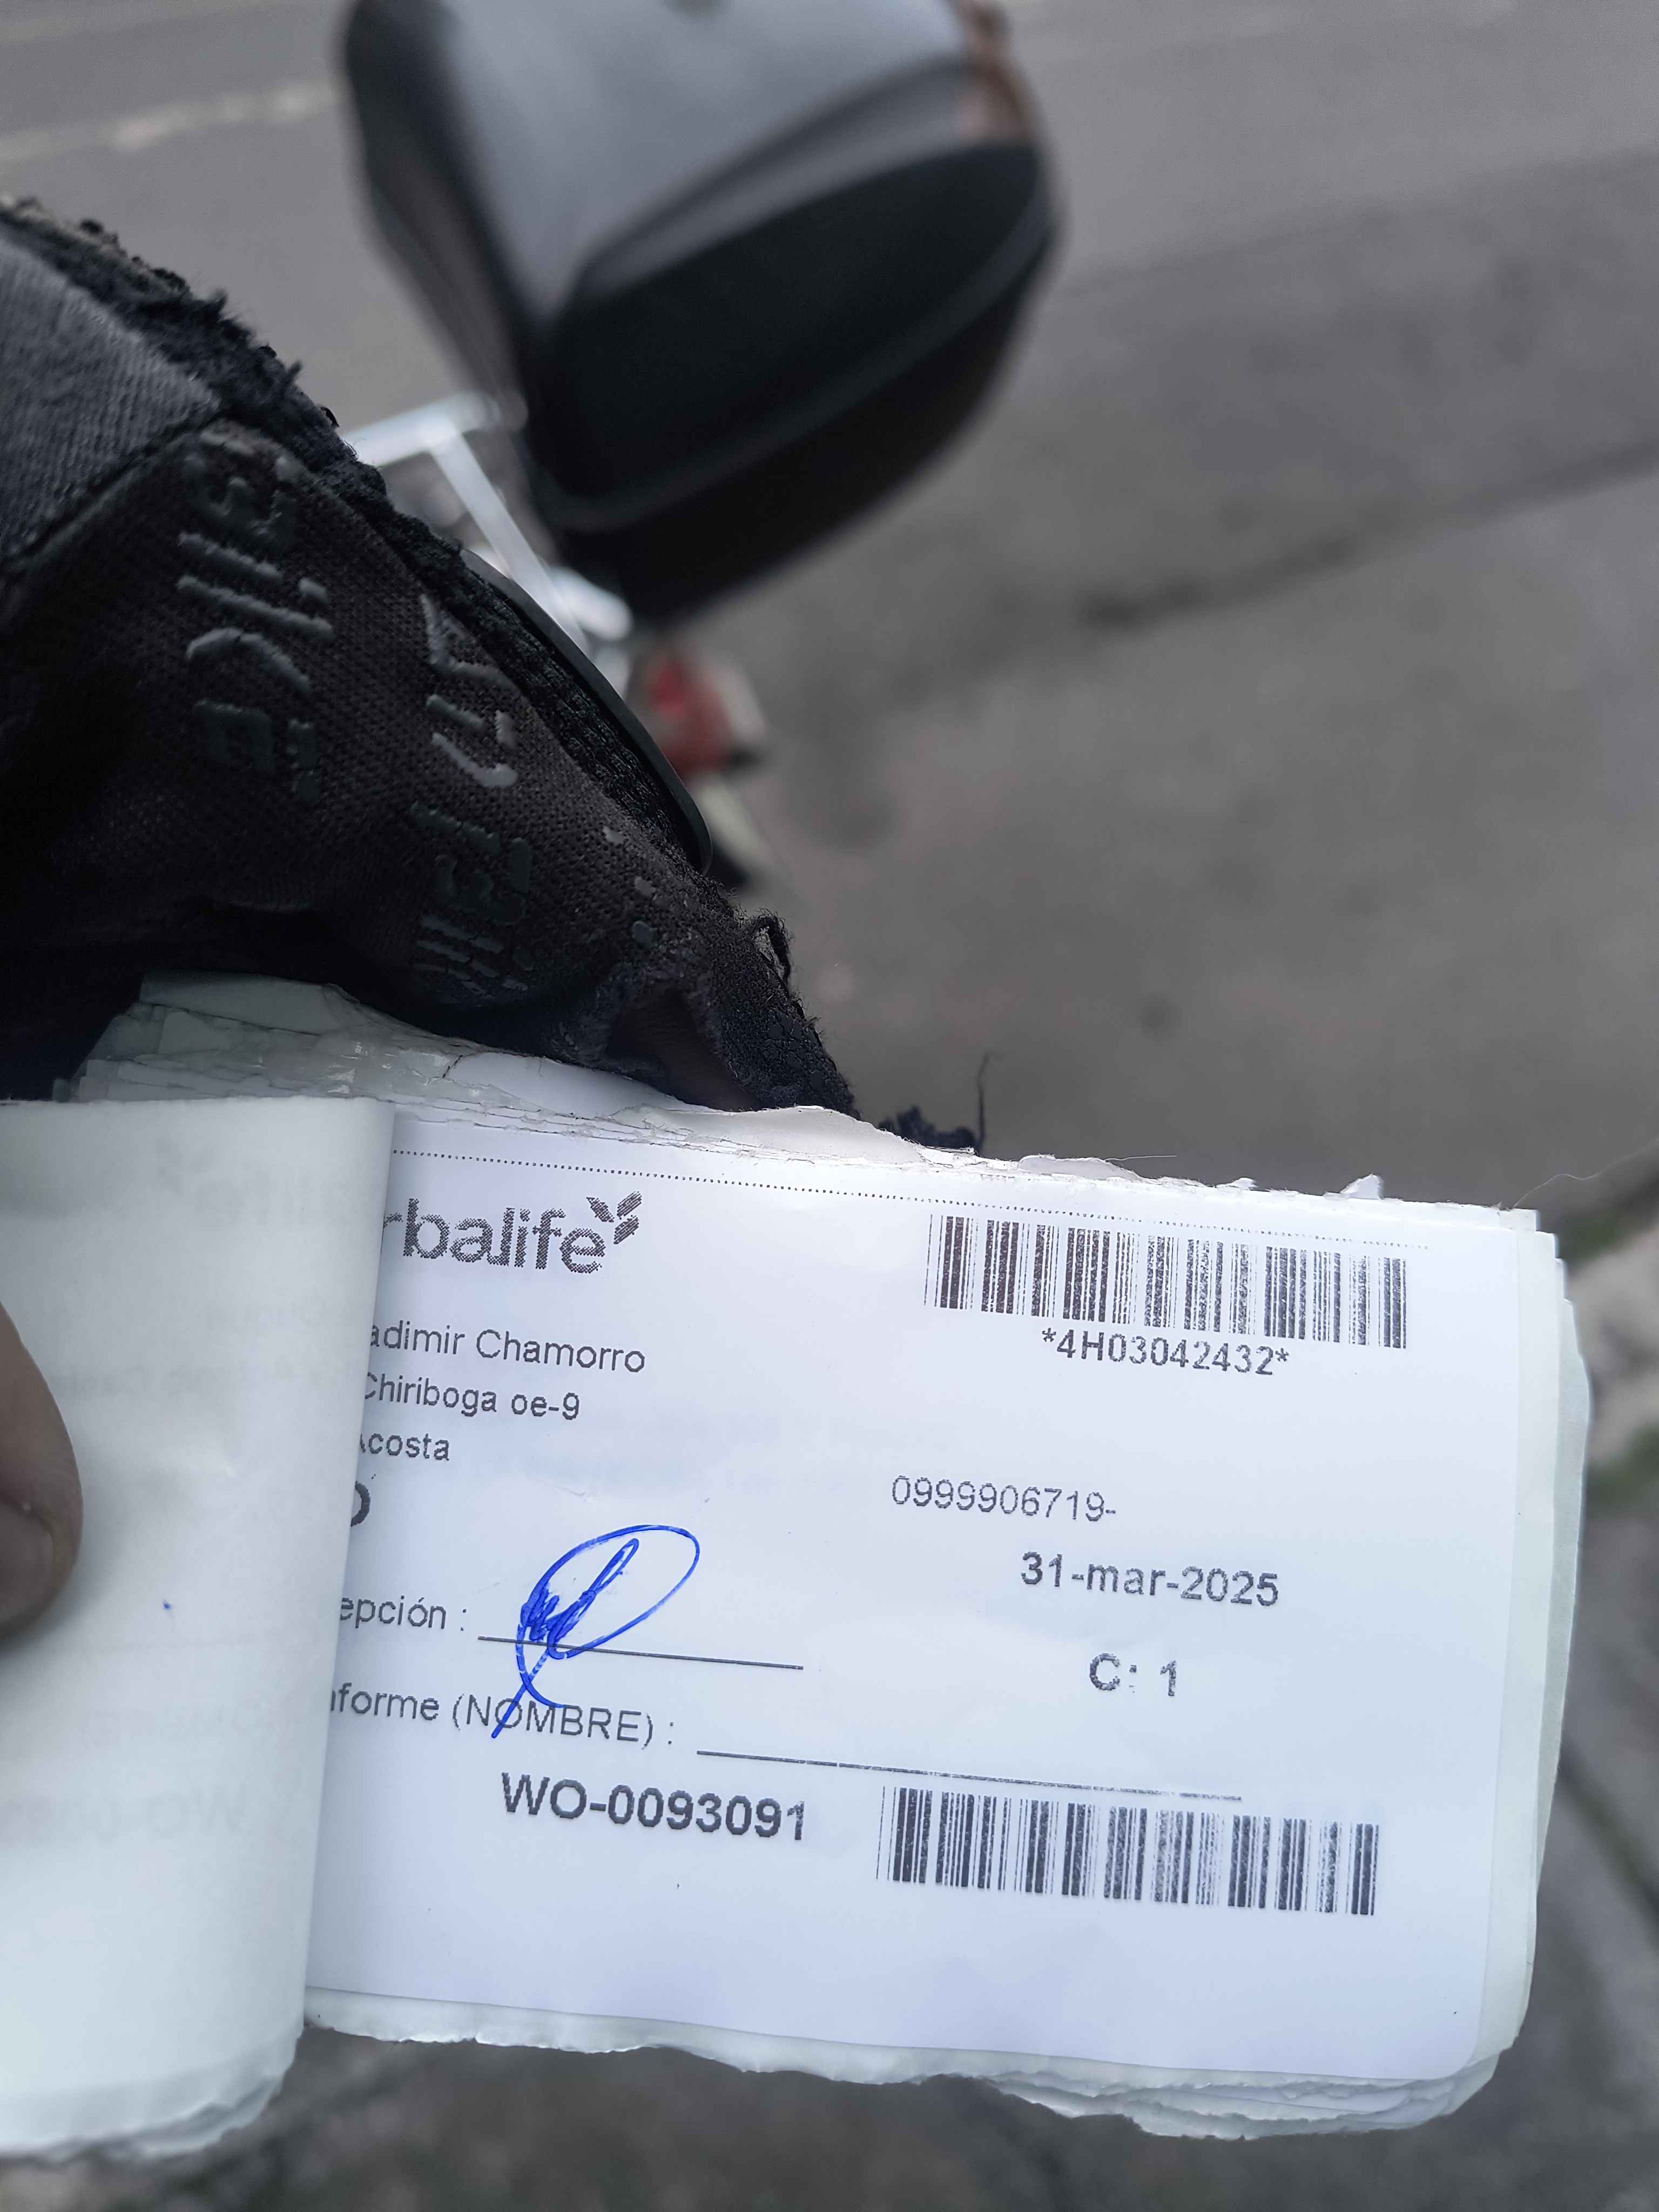 rbalife
*4H03042432*
adimir Chamorro
Chiriboga oe-9
Acosta
0999906719-
31-mar-2025
epción :
C: 1
nforme (NOMBRE) :
WO-0093091